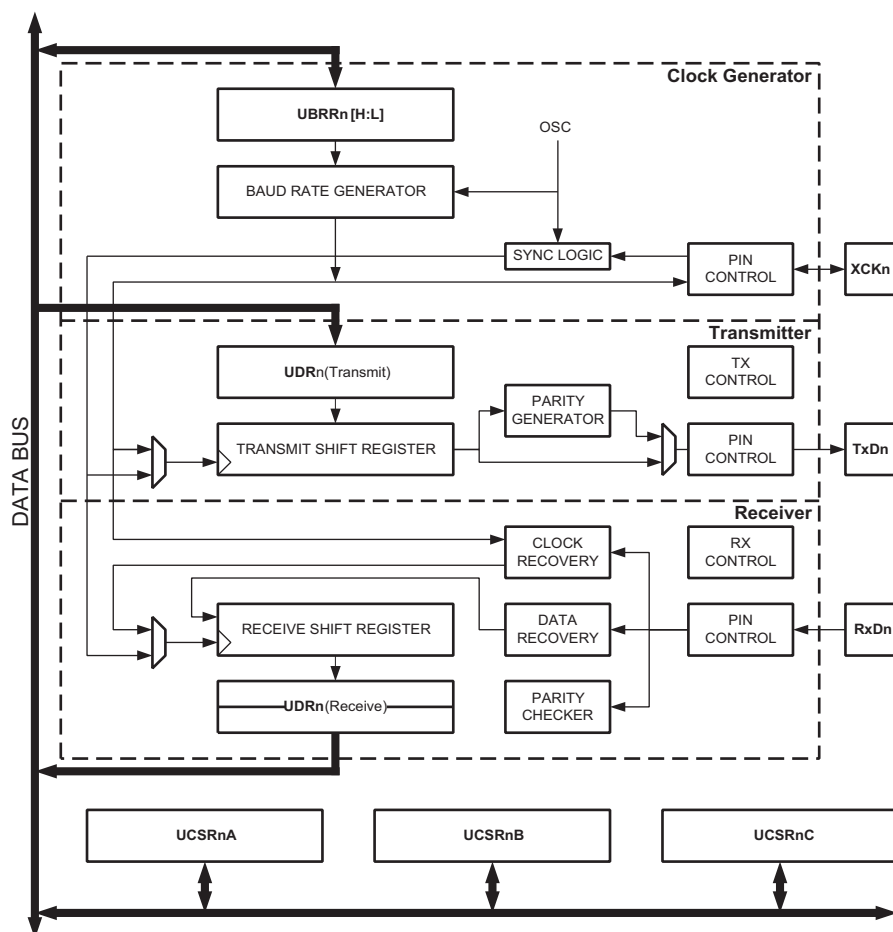 Clock Generator
UBRRn [H:L]
OSC
BAUD RATE GENERATOR
SYNC LOGIC
PIN
CONTROL
XCKn
DATA BUS
Transmitter
UDRn(Transmit)
TX
CONTROL
PARITY
GENERATOR
TRANSMIT SHIFT REGISTER
PIN
CONTROL
TxDn
Receiver
CLOCK
RECOVERY
RX
CONTROL
RECEIVE SHIFT REGISTER
DATA
RECOVERY
PIN
CONTROL
RxDn
UDRn(Receive)
PARITY
CHECKER
UCSRnA
UCSRnB
UCSRnC